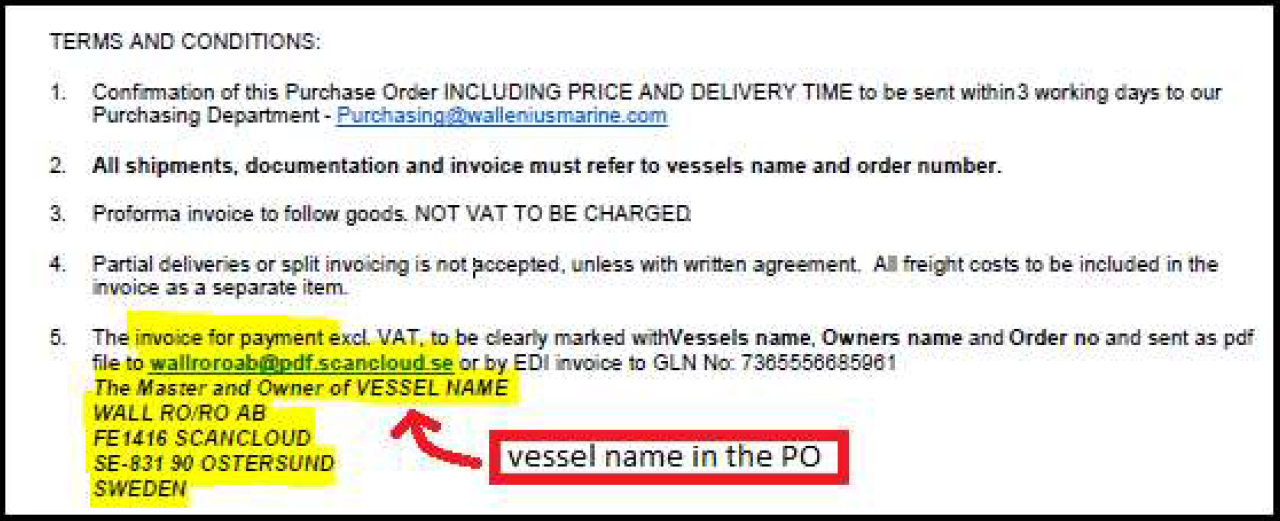 TERMS AND CONDITIONS:
1. Confirmation of this Purchase Order INCLUDING PRICE AND DELIVERY TIME to be sent within3 working days to our
Purchasing Department - Purchasing@walleniusmarine.com
2. All shipments, documentation and invoice must refer to vessels name and order number.
3. Proforma invoice to follow goods. NOT VAT TO BE CHARGED
4. Partial deliveries or split invoicing is not accepted, unless with written agreement. All freight costs to be included in the
invoice as a separate item.
5. The invoice for payment excl. VAT, to be clearly marked withVessels name, Owners name and Order no and sent as pdf
file to wallroroab@pdf.scancloud.se or by EDI invoice to GLN No: 7365556685961
The Master and Owner of VESSEL NAME
WALL RO/RO AB
FE1416 SCANCLOUD
SE-831 90 OSTERSUND
SWEDEN
vessel name in the PO